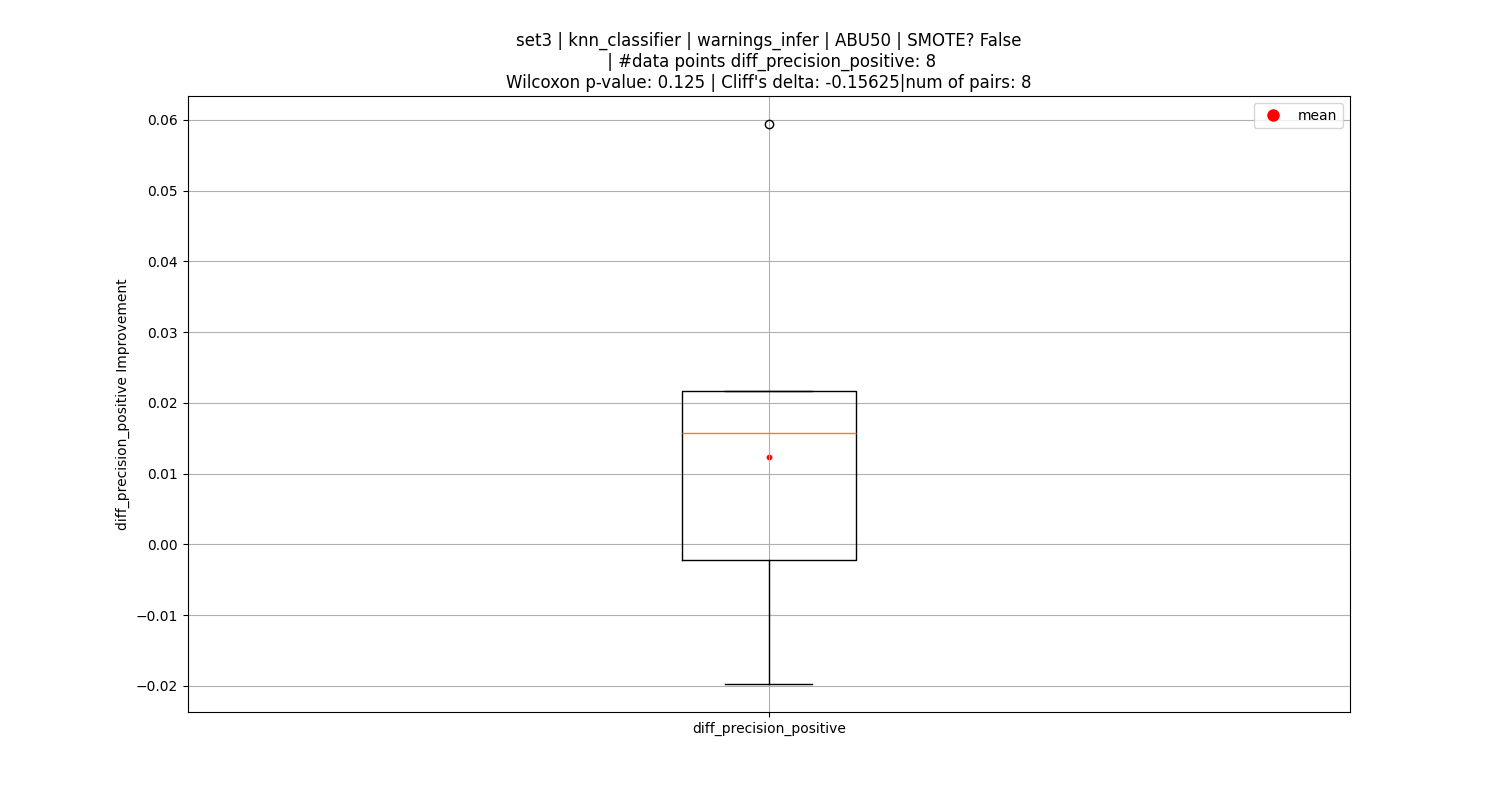 set3 | knn_classifier | warnings_infer | ABU50 | SMOTE? False
| #data points diff_precision_positive: 8
Wilcoxon p-value: 0.125 | Cliff's delta: -0.15625|num of pairs: 8
mean
0.06
0.05
0.04
0.03
0.02
0.01
0.00
−0.01
−0.02
diff_precision_positive Improvement
diff_precision_positive